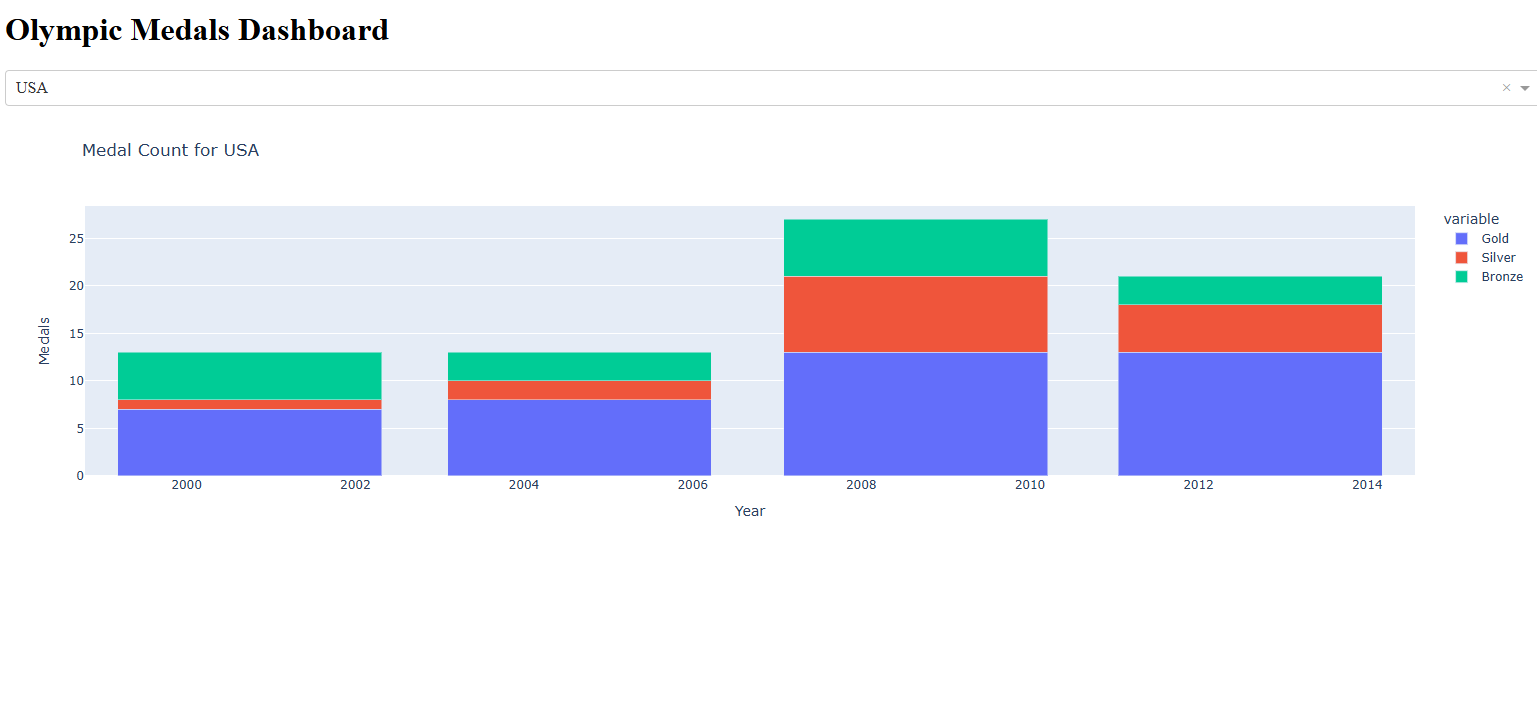 Olympic Medals Dashboard
USA
×
Medal Count for USA
variable
Gold
Silver
Bronze
Medals
25
20
15
10
5
0
2000 2002 2004 2006 2008 2010 2012 2014
Year